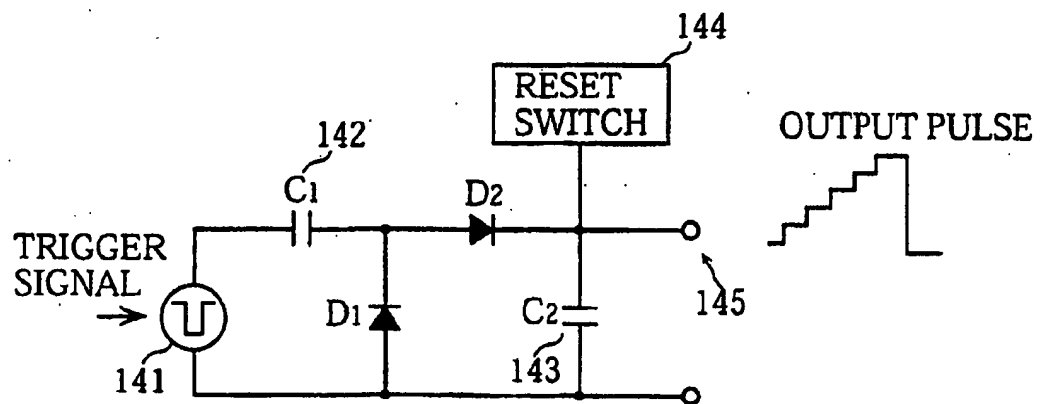 144
RESET
SWITCH
OUTPUT PULSE
142
C1
D2
TRIGGER
SIGNAL
D1
C2
145
141
143